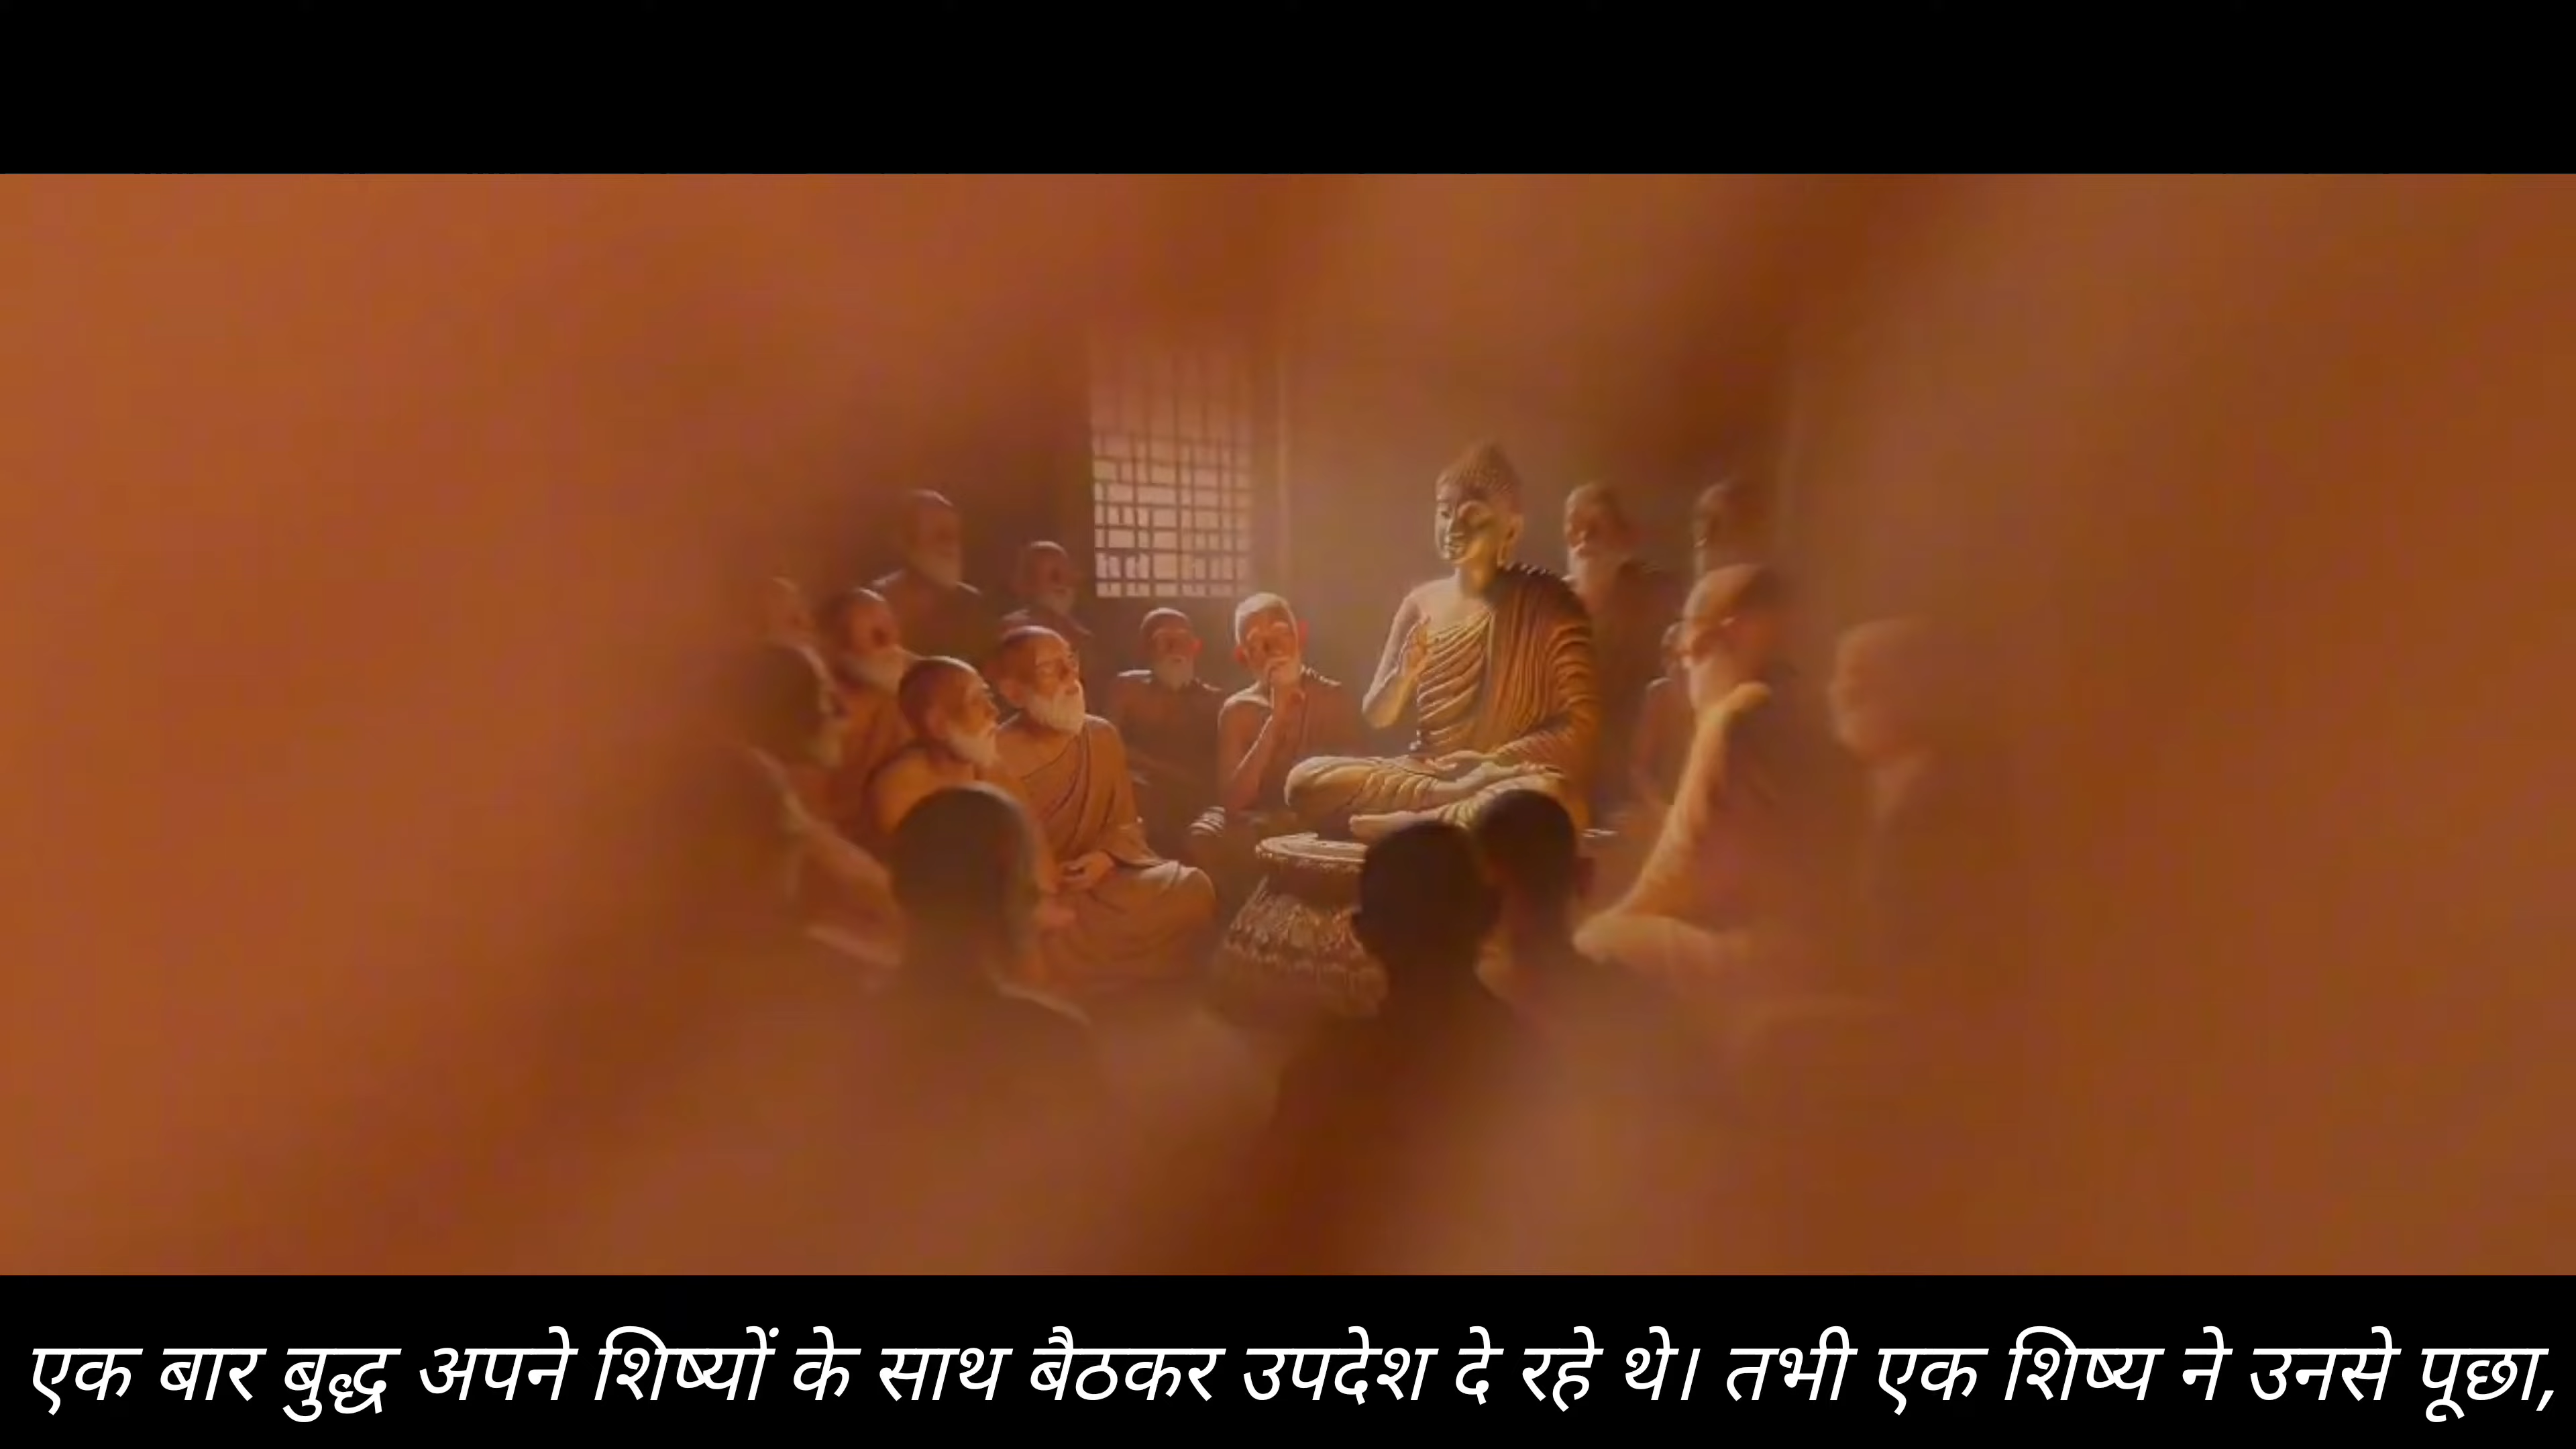 एक बार बुद्ध अपने शिष्यों के साथ बैठकर उपदेश दे रहे थे। तभी एक शिष्य ने उनसे पूछा,